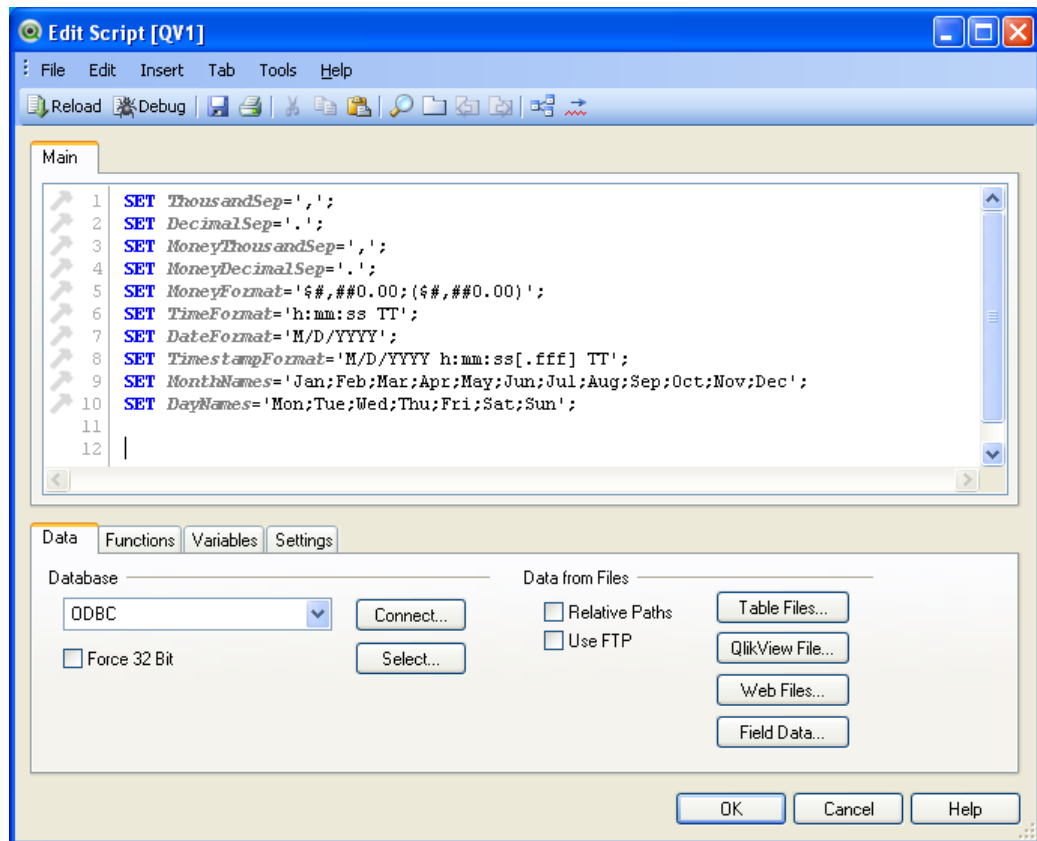 Edit Script [QV1]
File Edit Insert Tab Tools Help
Reload Debug
Main
1 SET ThousandSep=',';
2 SET DecimalSep='.';
3 SET MoneyThousandSep=',';
4 SET MoneyDecimalSep='.';
5 SET MoneyFormat='$#,##0.00;($#,##0.00)';
6 SET TimeFormat='h:mm:ss TT';
7 SET DateFormat='M/D/YYYY';
8 SET TimestampFormat='M/D/YYYY h:mm:ss[.fff] TT';
9 SET MonthNames='Jan;Feb;Mar;Apr;May;Jun;Jul;Aug;Sep;Oct;Nov;Dec';
10 SET DayNames='Mon;Tue;Wed;Thu;Fri;Sat;Sun';
11
12
Data Functions Variables Settings
Database Data from Files
ODBC Connect... Relative Paths Table Files...
Force 32 Bit Select... Use FTP QlikView File...
Web Files...
Field Data...
OK Cancel Help